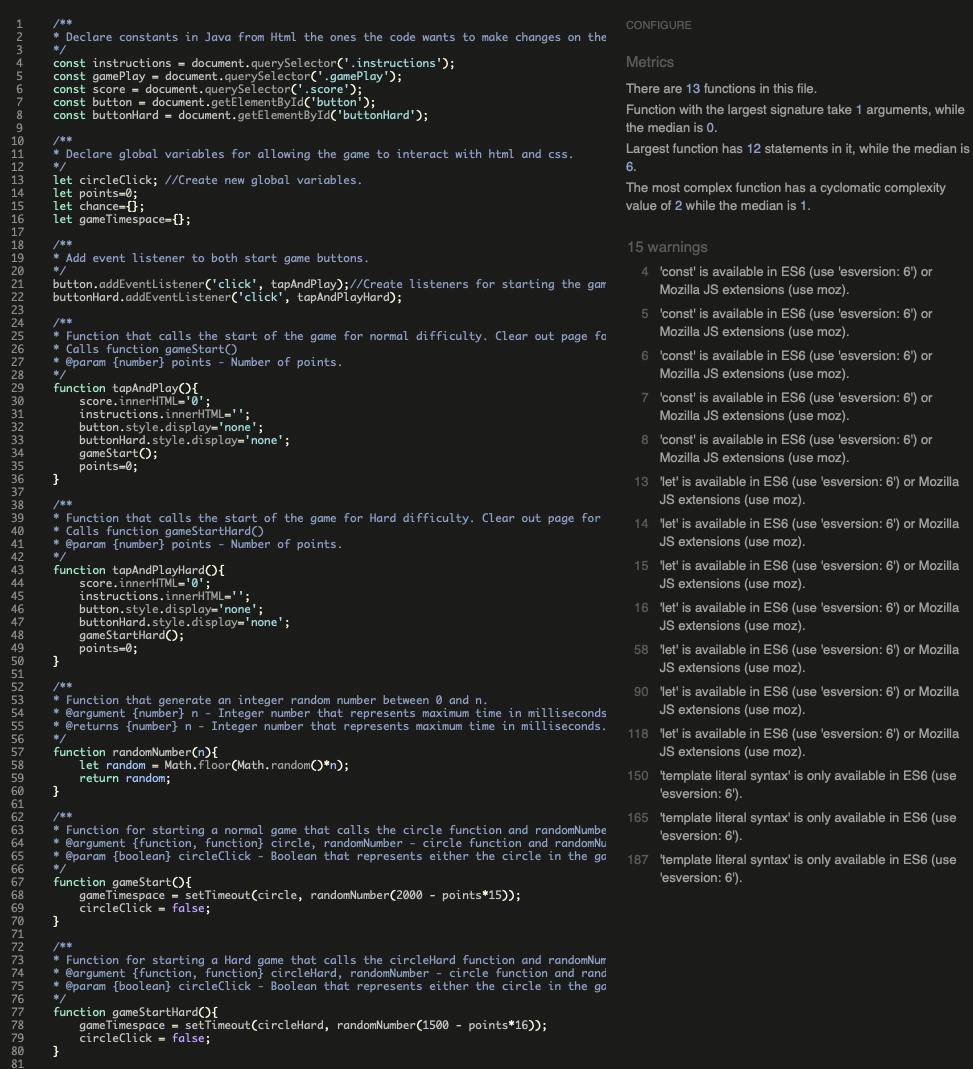 1 /**
2 * Declare constants in Java from Html the ones the code wants to make changes on the
3 */
4 const instructions = document.querySelector('.instructions');
5 const gamePlay = document.querySelector('.gamePlay');
6 const score = document.querySelector('.score');
7 const button = document.getElementById('button');
8 const buttonHard = document.getElementById('buttonHard');
9
10 /**
11 * Declare global variables for allowing the game to interact with html and css.
12 */
13 let circleClick; //Create new global variables.
14 let points=0;
15 let chance={};
16 let gameTimespace={};
17
18 /**
19 * Add event listener to both start game buttons.
20 */
21 button.addEventListener('click', tapAndPlay);//Create listeners for starting the gam
22 buttonHard.addEventListener('click', tapAndPlayHard);
23
24 /**
25 * Function that calls the start of the game for normal difficulty. Clear out page fo
26 * Calls function gameStart()
27 * @param {number} points - Number of points.
28 */
29 function tapAndPlay(){
30 score.innerHTML='0';
31 instructions.innerHTML='';
32 button.style.display='none';
33 buttonHard.style.display='none';
34 gameStart();
35 points=0;
36 }
37
38 /**
39 * Function that calls the start of the game for Hard difficulty. Clear out page for
40 * Calls function gameStartHard()
41 * @param {number} points - Number of points.
42 */
43 function tapAndPlayHard(){
44 score.innerHTML='0';
45 instructions.innerHTML='';
46 button.style.display='none';
47 buttonHard.style.display='none';
48 gameStartHard();
49 points=0;
50 }
51
52 /**
53 * Function that generate an integer random number between 0 and n.
54 * @argument {number} n - Integer number that represents maximum time in milliseconds
55 * @returns {number} n - Integer number that represents maximum time in milliseconds.
56 */
57 function randomNumber(n){
58 let random = Math.floor(Math.random()*n);
59 return random;
60 }
61
62 /**
63 * Function for starting a normal game that calls the circle function and randomNumbe
64 * @argument {function, function} circle, randomNumber - circle function and randomNu
65 * @param {boolean} circleClick - Boolean that represents either the circle in the ga
66 */
67 function gameStart(){
68 gameTimespace = setTimeout(circle, randomNumber(2000 - points*15));
69 circleClick = false;
70 }
71
72 /**
73 * Function for starting a Hard game that calls the circleHard function and randomNum
74 * @argument {function, function} circleHard, randomNumber - circle function and rand
75 * @param {boolean} circleClick - Boolean that represents either the circle in the ga
76 */
77 function gameStartHard(){
78 gameTimespace = setTimeout(circleHard, randomNumber(1500 - points*16));
79 circleClick = false;
80 }
81
CONFIGURE
Metrics
There are 13 functions in this file.
Function with the largest signature take 1 arguments, while
the median is 0.
Largest function has 12 statements in it, while the median is
6.
The most complex function has a cyclomatic complexity
value of 2 while the median is 1.
15 warnings
4 'const' is available in ES6 (use 'esversion: 6') or
Mozilla JS extensions (use moz).
5 'const' is available in ES6 (use 'esversion: 6') or
Mozilla JS extensions (use moz).
6 'const' is available in ES6 (use 'esversion: 6') or
Mozilla JS extensions (use moz).
7 'const' is available in ES6 (use 'esversion: 6') or
Mozilla JS extensions (use moz).
8 'const' is available in ES6 (use 'esversion: 6') or
Mozilla JS extensions (use moz).
13 'let' is available in ES6 (use 'esversion: 6') or Mozilla
JS extensions (use moz).
14 'let' is available in ES6 (use 'esversion: 6') or Mozilla
JS extensions (use moz).
15 'let' is available in ES6 (use 'esversion: 6') or Mozilla
JS extensions (use moz).
16 'let' is available in ES6 (use 'esversion: 6') or Mozilla
JS extensions (use moz).
58 'let' is available in ES6 (use 'esversion: 6') or Mozilla
JS extensions (use moz).
90 'let' is available in ES6 (use 'esversion: 6') or Mozilla
JS extensions (use moz).
118 'let' is available in ES6 (use 'esversion: 6') or Mozilla
JS extensions (use moz).
150 'template literal syntax' is only available in ES6 (use
'esversion: 6').
165 'template literal syntax' is only available in ES6 (use
'esversion: 6').
187 'template literal syntax' is only available in ES6 (use
'esversion: 6').